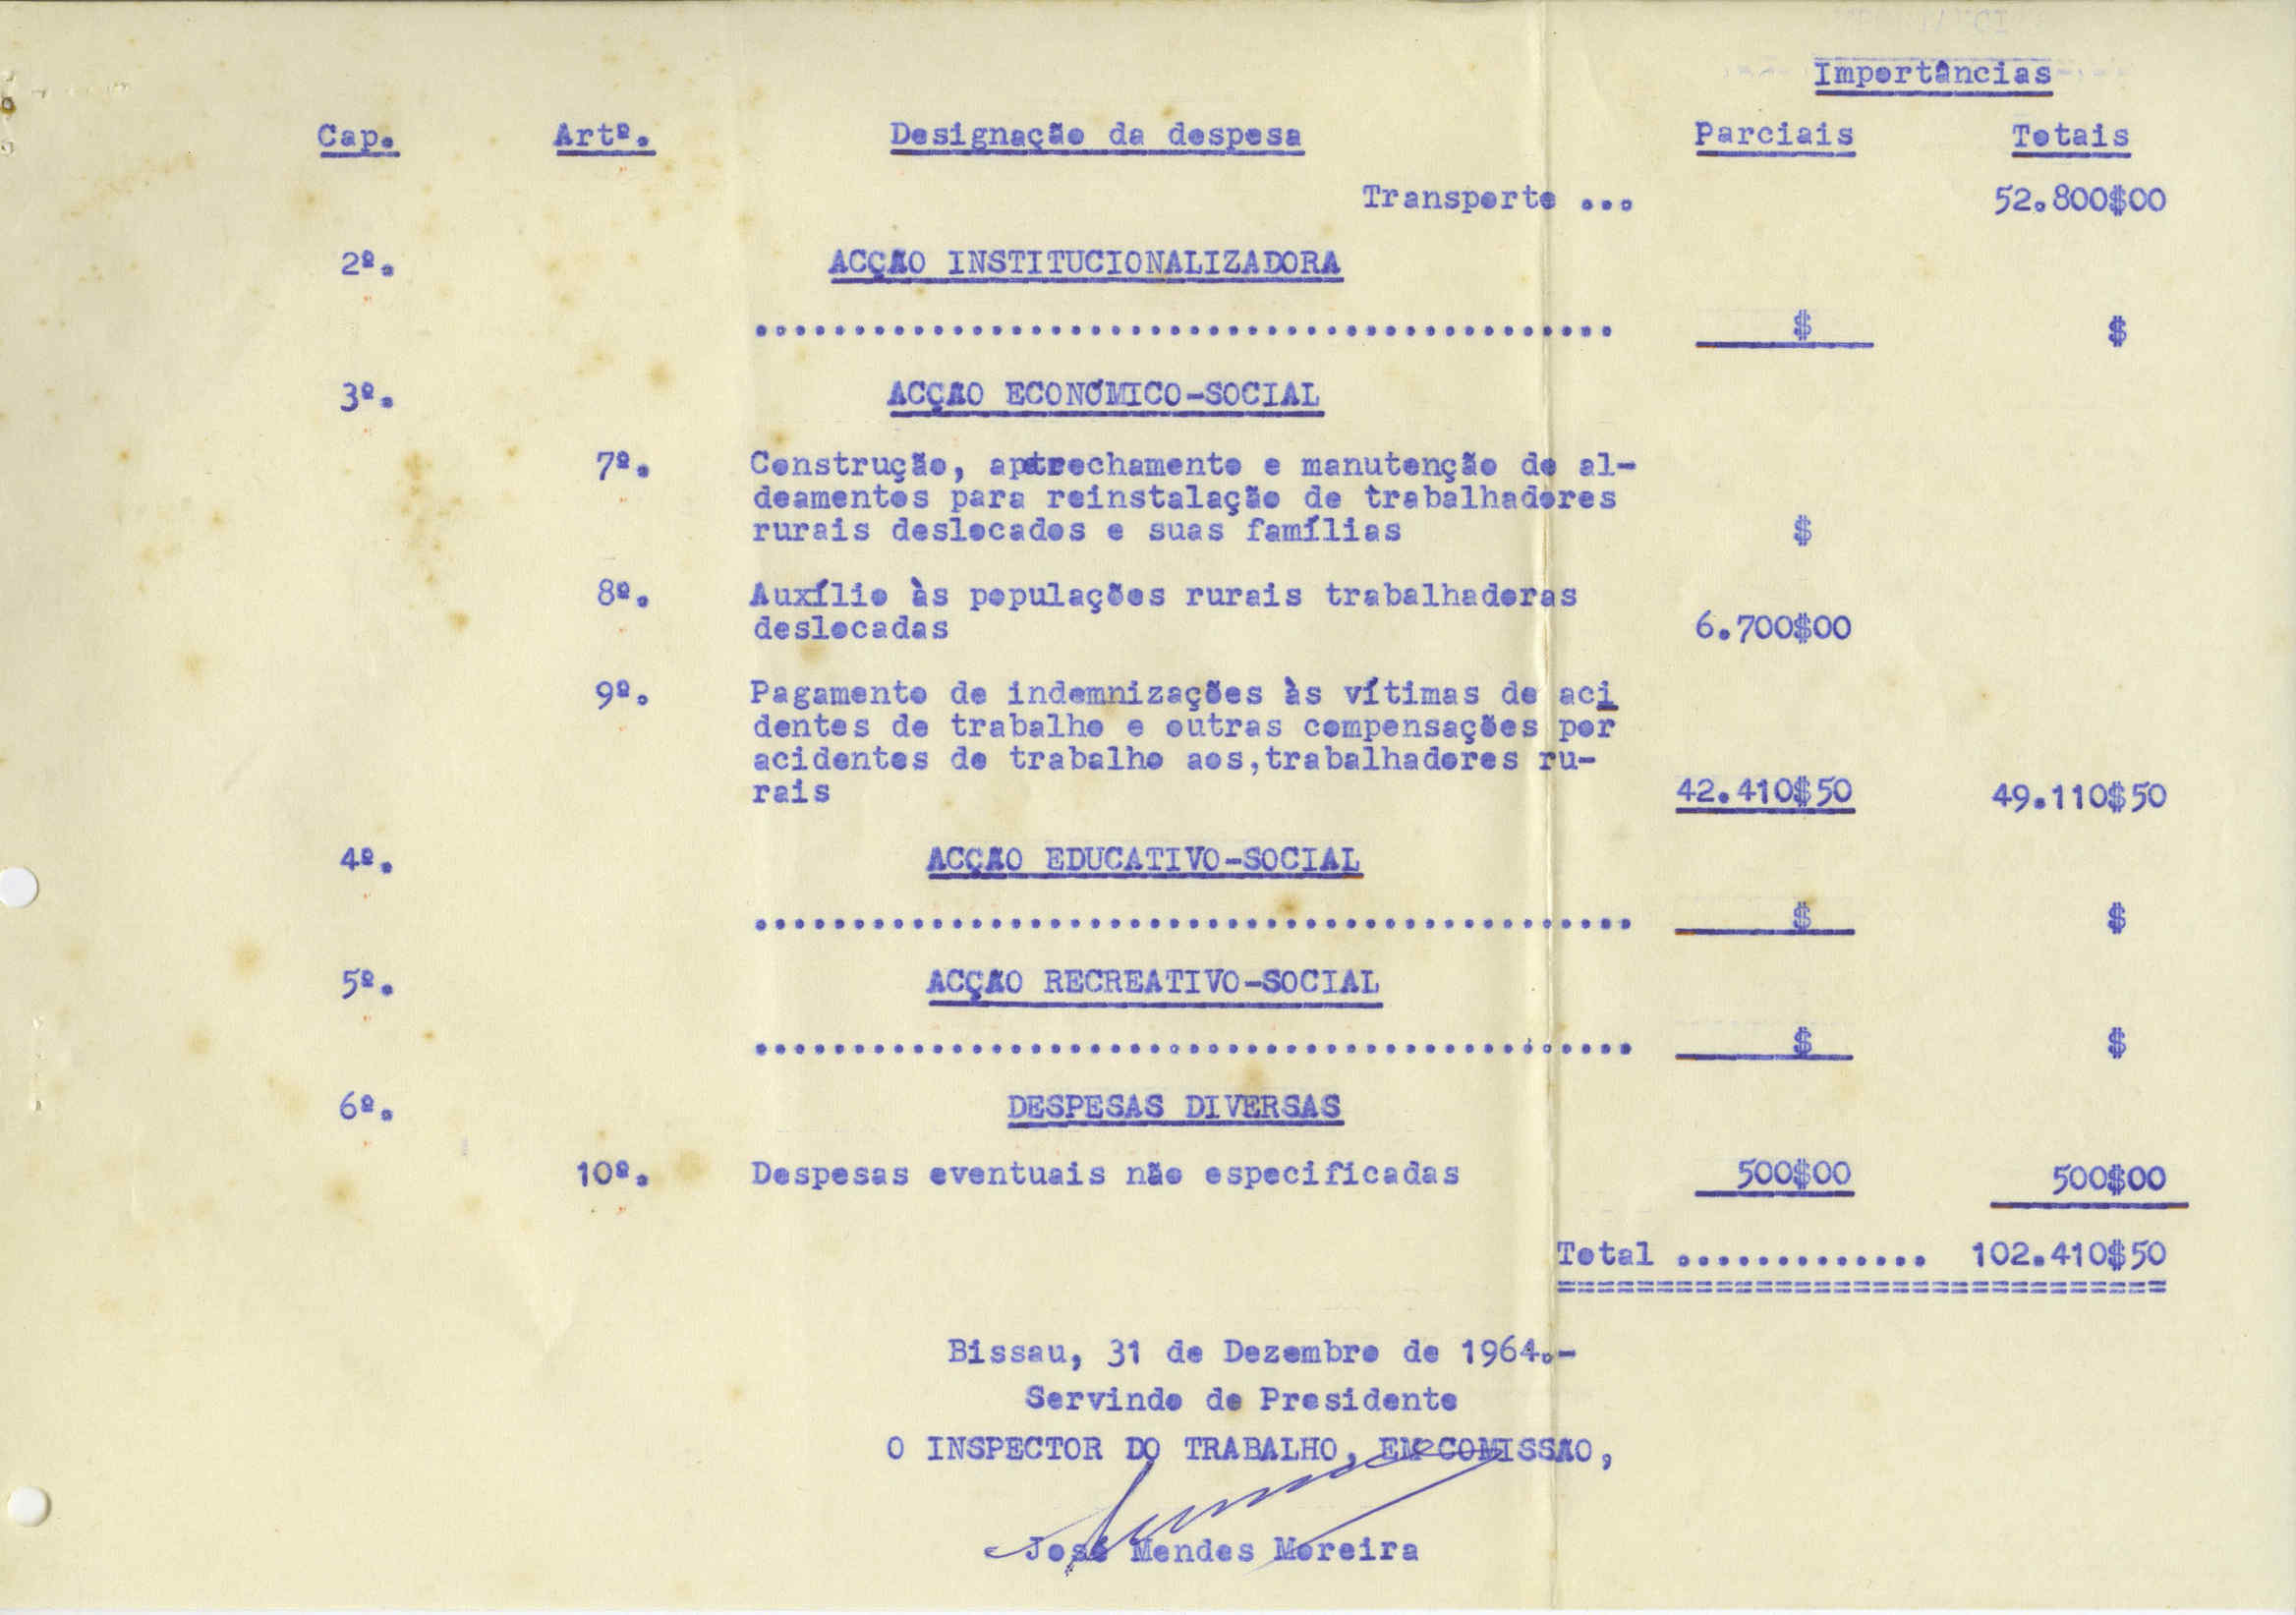 Importâncias
Cap. Artº. Designação da despesa Parciais Totais
Transporte ... 52.800$00
2º. ACÇÃO INSTITUCIONALIZADORA
............................................ $ $
3º. ACÇÃO ECONÓMICO-SOCIAL
7º. Construção, apetrechamento e manutenção de al-
deamentos para reinstalação de trabalhadores
rurais deslocados e suas famílias $
8º. Auxílio às populações rurais trabalhadoras
deslocadas 6.700$00
9º. Pagamento de indemnizações às vítimas de aci
dentes de trabalho e outras compensações por
acidentes de trabalho aos,trabalhadores ru-
rais 42.410$50 49.110$50
4º. ACÇÃO EDUCATIVO-SOCIAL
............................................. $ $
5º. ACÇÃO RECREATIVO-SOCIAL
............................................. $ $
6º. DESPESAS DIVERSAS
10º. Despesas eventuais não especificadas 500$00 500$00
Total ............. 102.410$50
===============================
Bissau, 31 de Dezembro de 1964.-
Servindo de Presidente
O INSPECTOR DO TRABALHO, EM COMISSÃO,
José Mendes Moreira